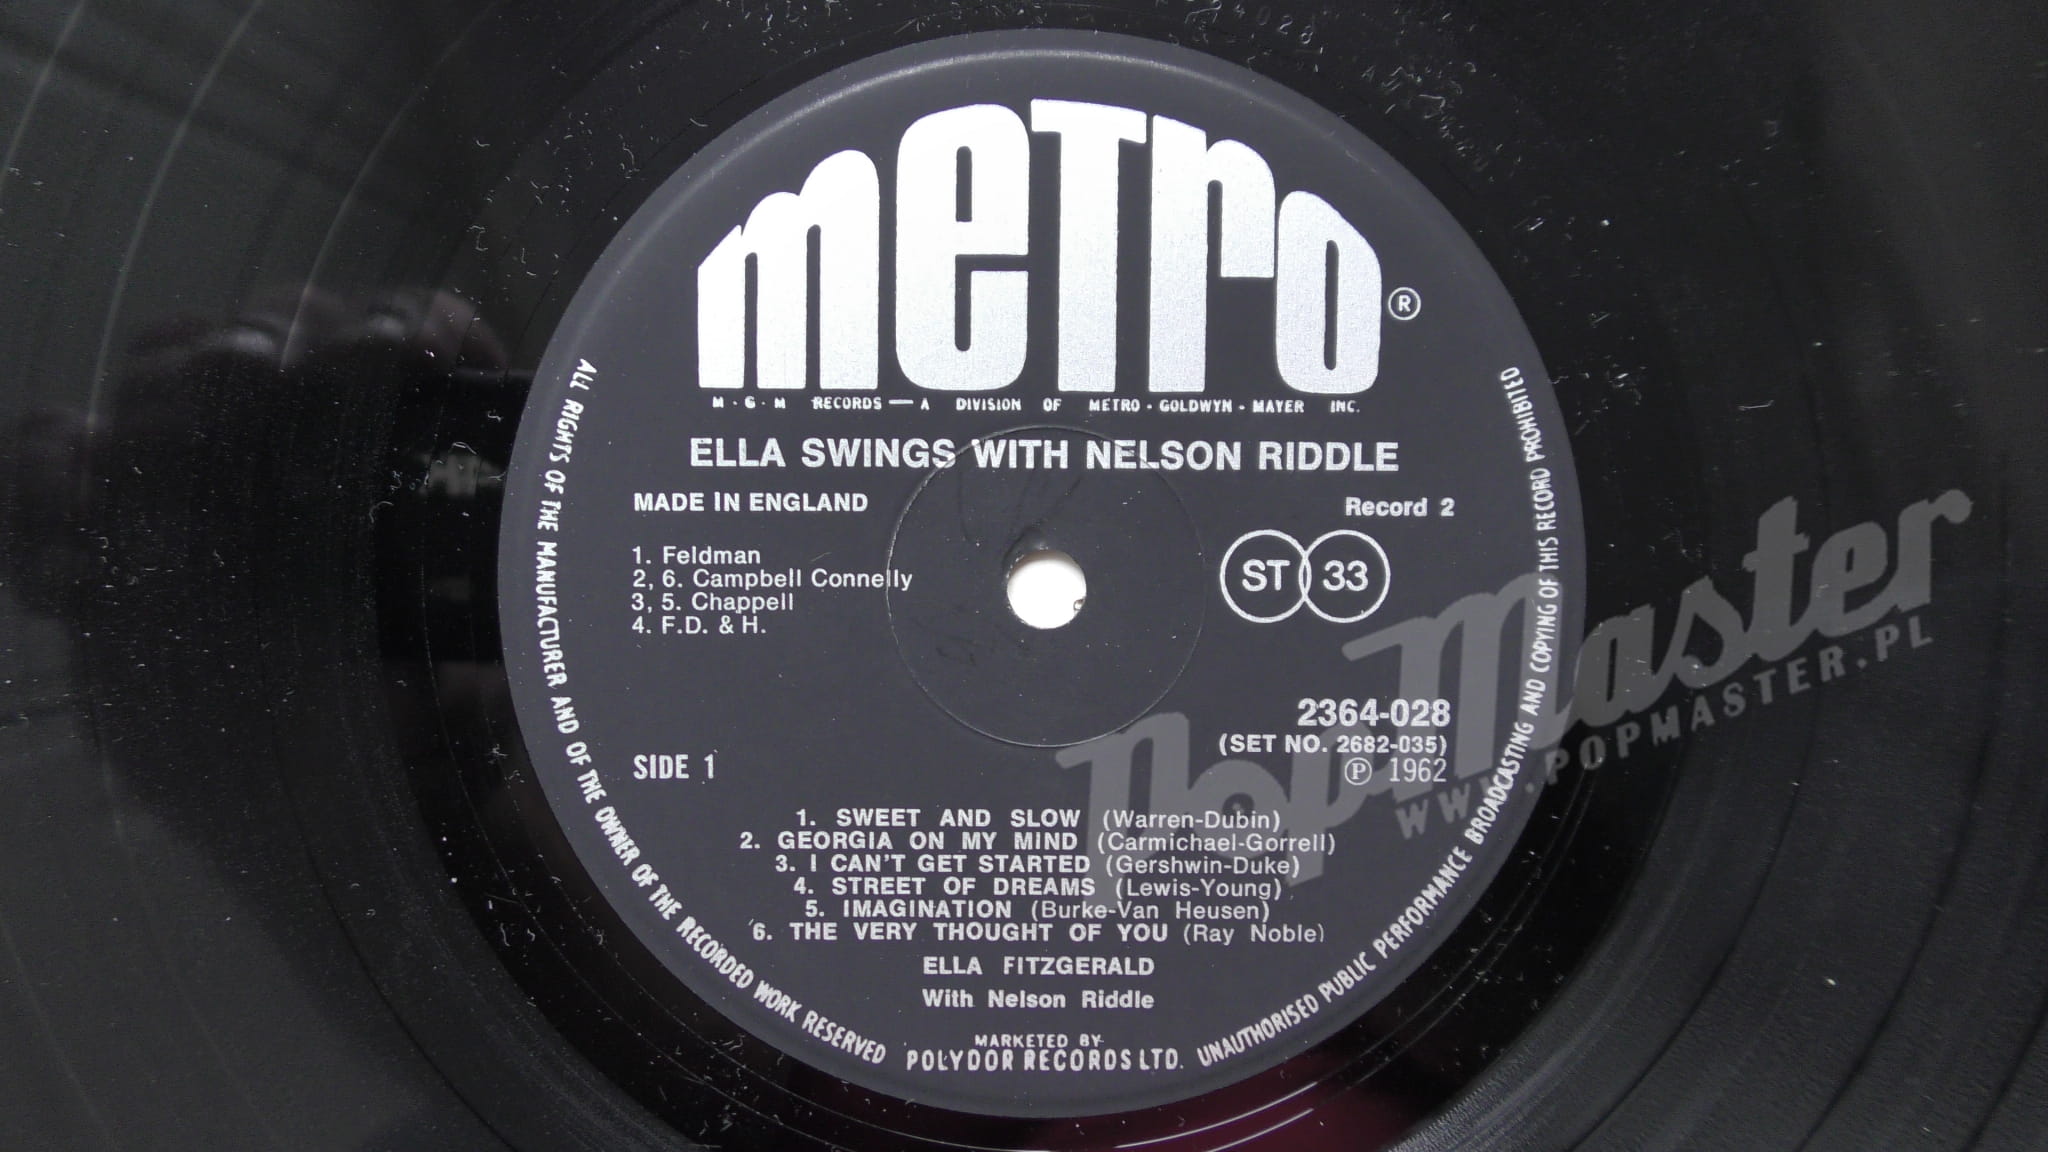 metro ®
M-G-M RECORDS — A DIVISION OF METRO-GOLDWYN-MAYER INC.
ELLA SWINGS WITH NELSON RIDDLE
MADE IN ENGLAND
Record 2
1. Feldman
2, 6. Campbell Connelly
3, 5. Chappell
4. F.D. & H.
ST 33
2364-028
(SET NO. 2682-035)
℗ 1962
SIDE 1
1. SWEET AND SLOW (Warren-Dubin)
2. GEORGIA ON MY MIND (Carmichael-Gorrell)
3. I CAN'T GET STARTED (Gershwin-Duke)
4. STREET OF DREAMS (Lewis-Young)
5. IMAGINATION (Burke-Van Heusen)
6. THE VERY THOUGHT OF YOU (Ray Noble)
ELLA FITZGERALD
With Nelson Riddle
MARKETED BY
POLYDOR RECORDS LTD.
ALL RIGHTS OF THE MANUFACTURER AND OF THE OWNER OF THE RECORDED WORK RESERVED
UNAUTHORISED PUBLIC PERFORMANCE BROADCASTING AND COPYING OF THIS RECORD PROHIBITED
PopMaster
WWW.POPMASTER.PL